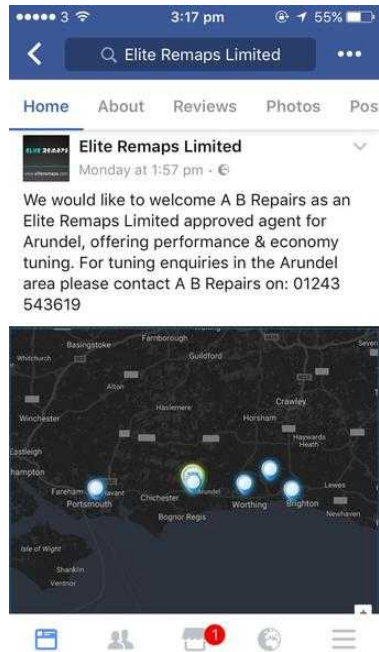 3 3:17 pm 55%
Elite Remaps Limited
Home About Reviews Photos Pos
ELITE REMAPS
Elite Remaps Limited
Monday at 1:57 pm
We would like to welcome A B Repairs as an
Elite Remaps Limited approved agent for
Arundel, offering performance & economy
tuning. For tuning enquiries in the Arundel
area please contact A B Repairs on: 01243
543619
Farnborough
Basingstoke
Whitchurch Guildford Seven
Alton
Crawley
Winchester Haslemere Horsham
Haywards
Heath
Eastleigh
hampton
Fareham Havant Chichester Arundel Lewes
Portsmouth Worthing Brighton
Bognor Regis Newhaven
Isle of Wight
Shanklin
Ventnor
+
1